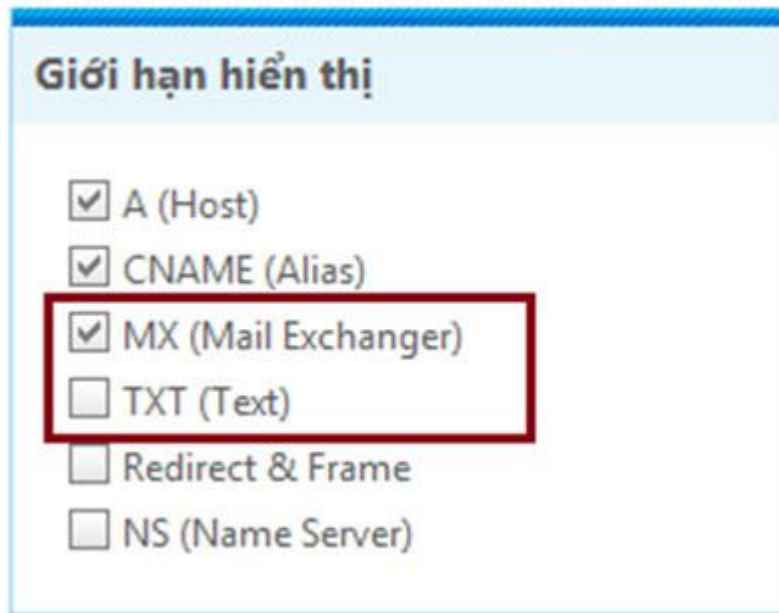 Giới hạn hiển thị
A (Host)
CNAME (Alias)
MX (Mail Exchanger)
TXT (Text)
Redirect & Frame
NS (Name Server)